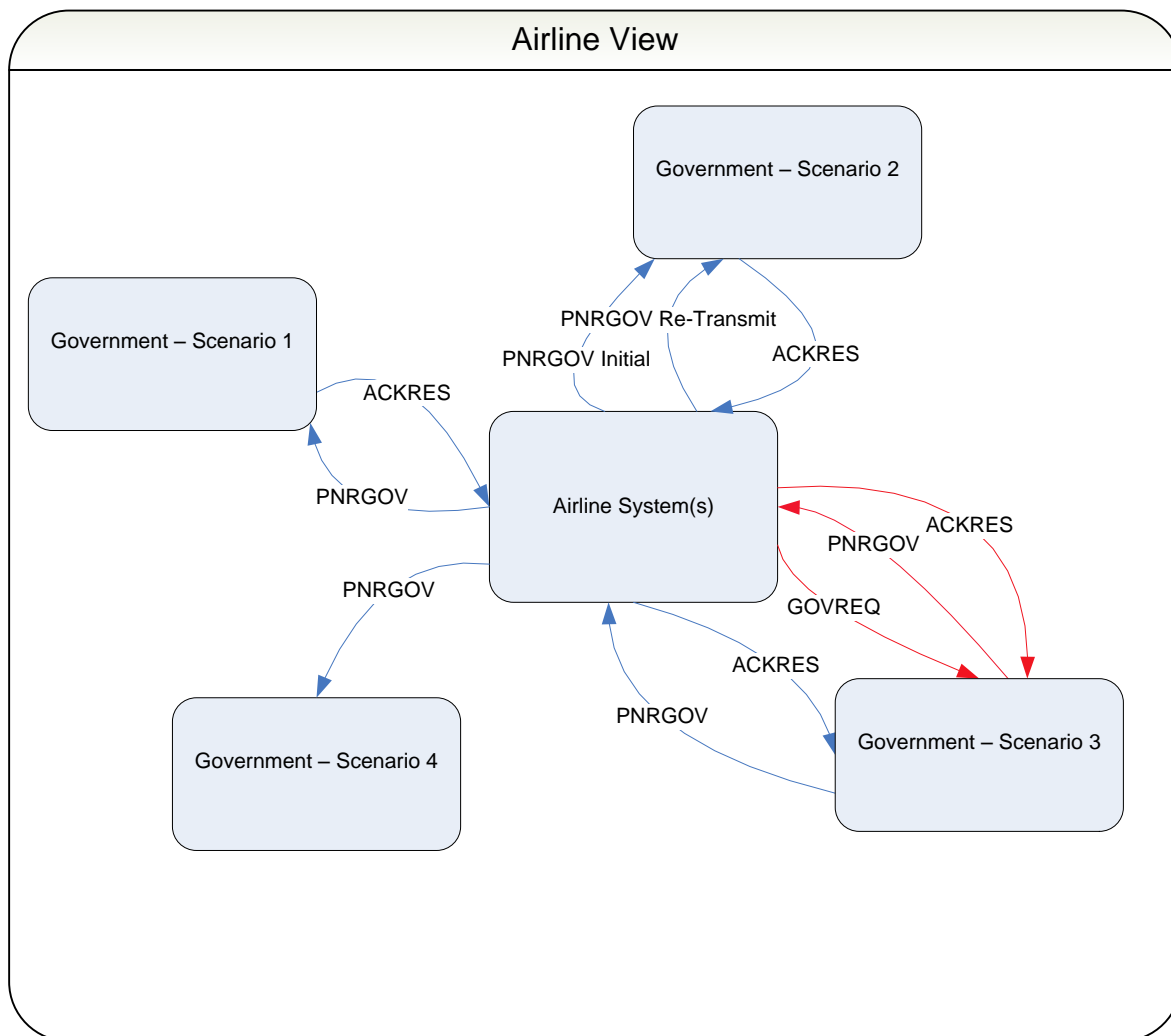 Airline View
Government – Scenario 2
Government – Scenario 1
PNRGOV Re-Transmit
PNRGOV Initial
ACKRES
ACKRES
PNRGOV
Airline System(s)
ACKRES
PNRGOV
PNRGOV
GOVREQ
ACKRES
PNRGOV
Government – Scenario 3
Government – Scenario 4